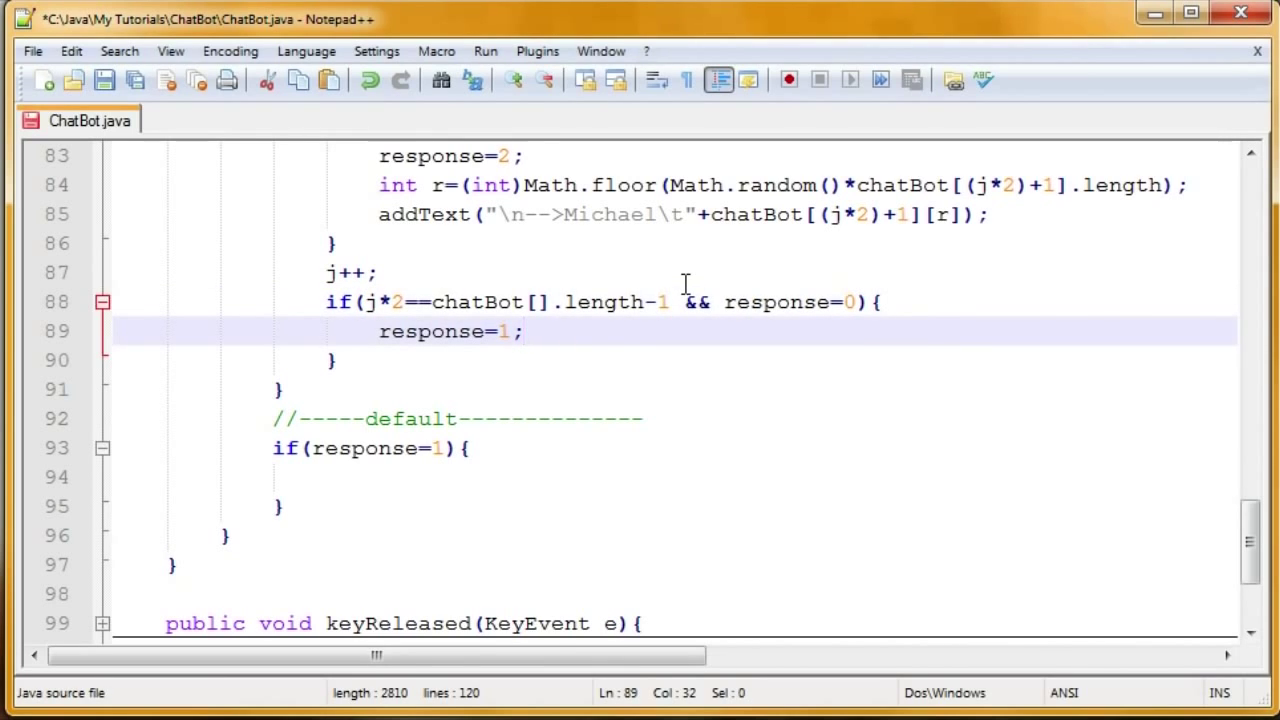 *C:\Java\My Tutorials\ChatBot\ChatBot.java - Notepad++
File Edit Search View Encoding Language Settings Macro Run Plugins Window ? X
ABC
ChatBot.java
83 response=2;
84 int r=(int)Math.floor(Math.random()*chatBot[(j*2)+1].length);
85 addText("\n-->Michael\t"+chatBot[(j*2)+1][r]);
86 }
87 j++;
88 if(j*2==chatBot[].length-1 && response=0){
89 response=1;
90 }
91 }
92 //-----default--------------
93 if(response=1){
94
95 }
96 }
97 }
98
99 public void keyReleased(KeyEvent e){
Java source file length : 2810 lines : 120 Ln : 89 Col : 32 Sel : 0 Dos\Windows ANSI INS